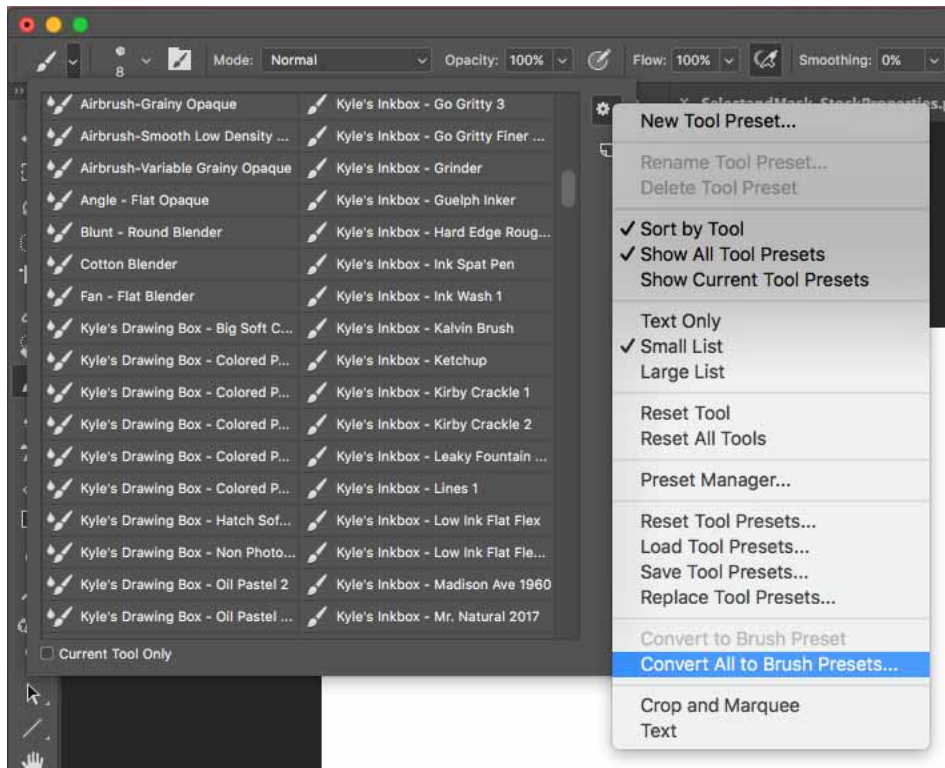 Mode: Normal Opacity: 100% Flow: 100% Smoothing: 0%
8
Airbrush-Grainy Opaque
Airbrush-Smooth Low Density ...
Airbrush-Variable Grainy Opaque
Angle - Flat Opaque
Blunt - Round Blender
Cotton Blender
Fan - Flat Blender
Kyle's Drawing Box - Big Soft C...
Kyle's Drawing Box - Colored P...
Kyle's Drawing Box - Colored P...
Kyle's Drawing Box - Colored P...
Kyle's Drawing Box - Colored P...
Kyle's Drawing Box - Colored P...
Kyle's Drawing Box - Hatch Sof...
Kyle's Drawing Box - Non Photo...
Kyle's Drawing Box - Oil Pastel 2
Kyle's Drawing Box - Oil Pastel ...
Kyle's Inkbox - Go Gritty 3
Kyle's Inkbox - Go Gritty Finer ...
Kyle's Inkbox - Grinder
Kyle's Inkbox - Guelph Inker
Kyle's Inkbox - Hard Edge Roug...
Kyle's Inkbox - Ink Spat Pen
Kyle's Inkbox - Ink Wash 1
Kyle's Inkbox - Kalvin Brush
Kyle's Inkbox - Ketchup
Kyle's Inkbox - Kirby Crackle 1
Kyle's Inkbox - Kirby Crackle 2
Kyle's Inkbox - Leaky Fountain ...
Kyle's Inkbox - Lines 1
Kyle's Inkbox - Low Ink Flat Flex
Kyle's Inkbox - Low Ink Flat Fle...
Kyle's Inkbox - Madison Ave 1960
Kyle's Inkbox - Mr. Natural 2017
Current Tool Only
New Tool Preset...
Rename Tool Preset...
Delete Tool Preset
Sort by Tool
Show All Tool Presets
Show Current Tool Presets
Text Only
Small List
Large List
Reset Tool
Reset All Tools
Preset Manager...
Reset Tool Presets...
Load Tool Presets...
Save Tool Presets...
Replace Tool Presets...
Convert to Brush Preset
Convert All to Brush Presets...
Crop and Marquee
Text